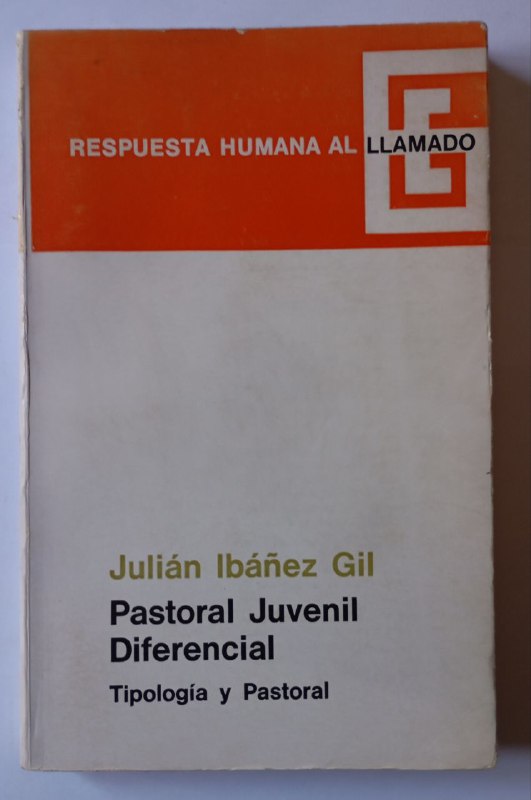 RESPUESTA HUMANA AL LLAMADO
Julián Ibáñez Gil
Pastoral Juvenil
Diferencial
Tipología y Pastoral